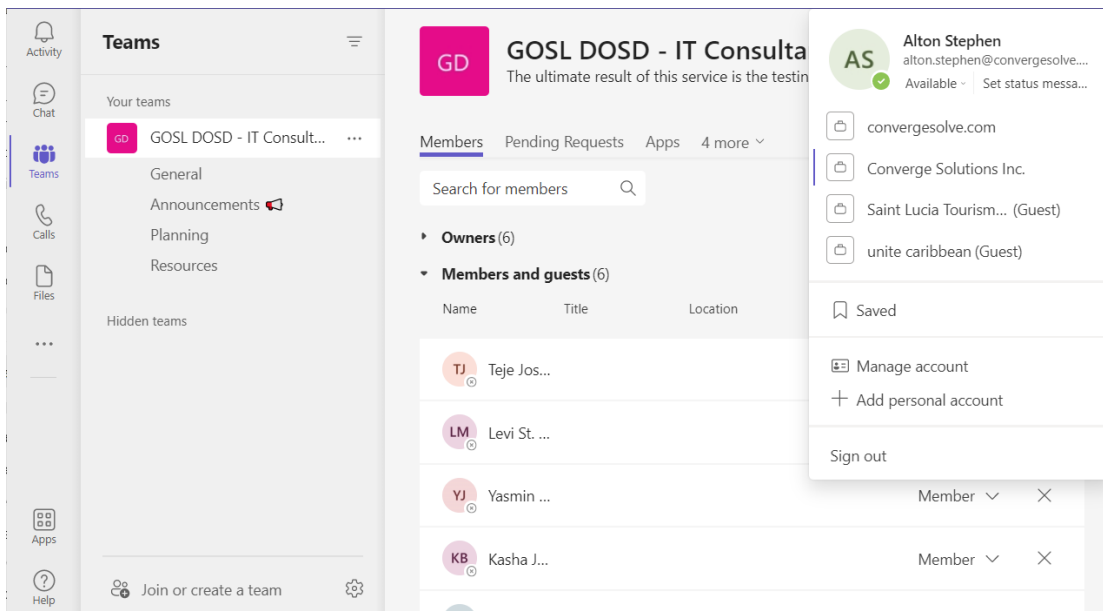 Activity
Chat
Teams
Calls
Files
Apps
Help
Teams
Your teams
GD
GOSL DOSD - IT Consult...
General
Announcements
Planning
Resources
Hidden teams
Join or create a team
GD
GOSL DOSD - IT Consulta
The ultimate result of this service is the testin
Members Pending Requests Apps 4 more
Search for members
Owners (6)
Members and guests (6)
Name Title Location
TJ Teje Jos...
LM Levi St. ...
YJ Yasmin ... Member
KB Kasha J... Member
AS
Alton Stephen
alton.stephen@convergesolve....
Available Set status messa...
convergesolve.com
Converge Solutions Inc.
Saint Lucia Tourism... (Guest)
unite caribbean (Guest)
Saved
Manage account
Add personal account
Sign out